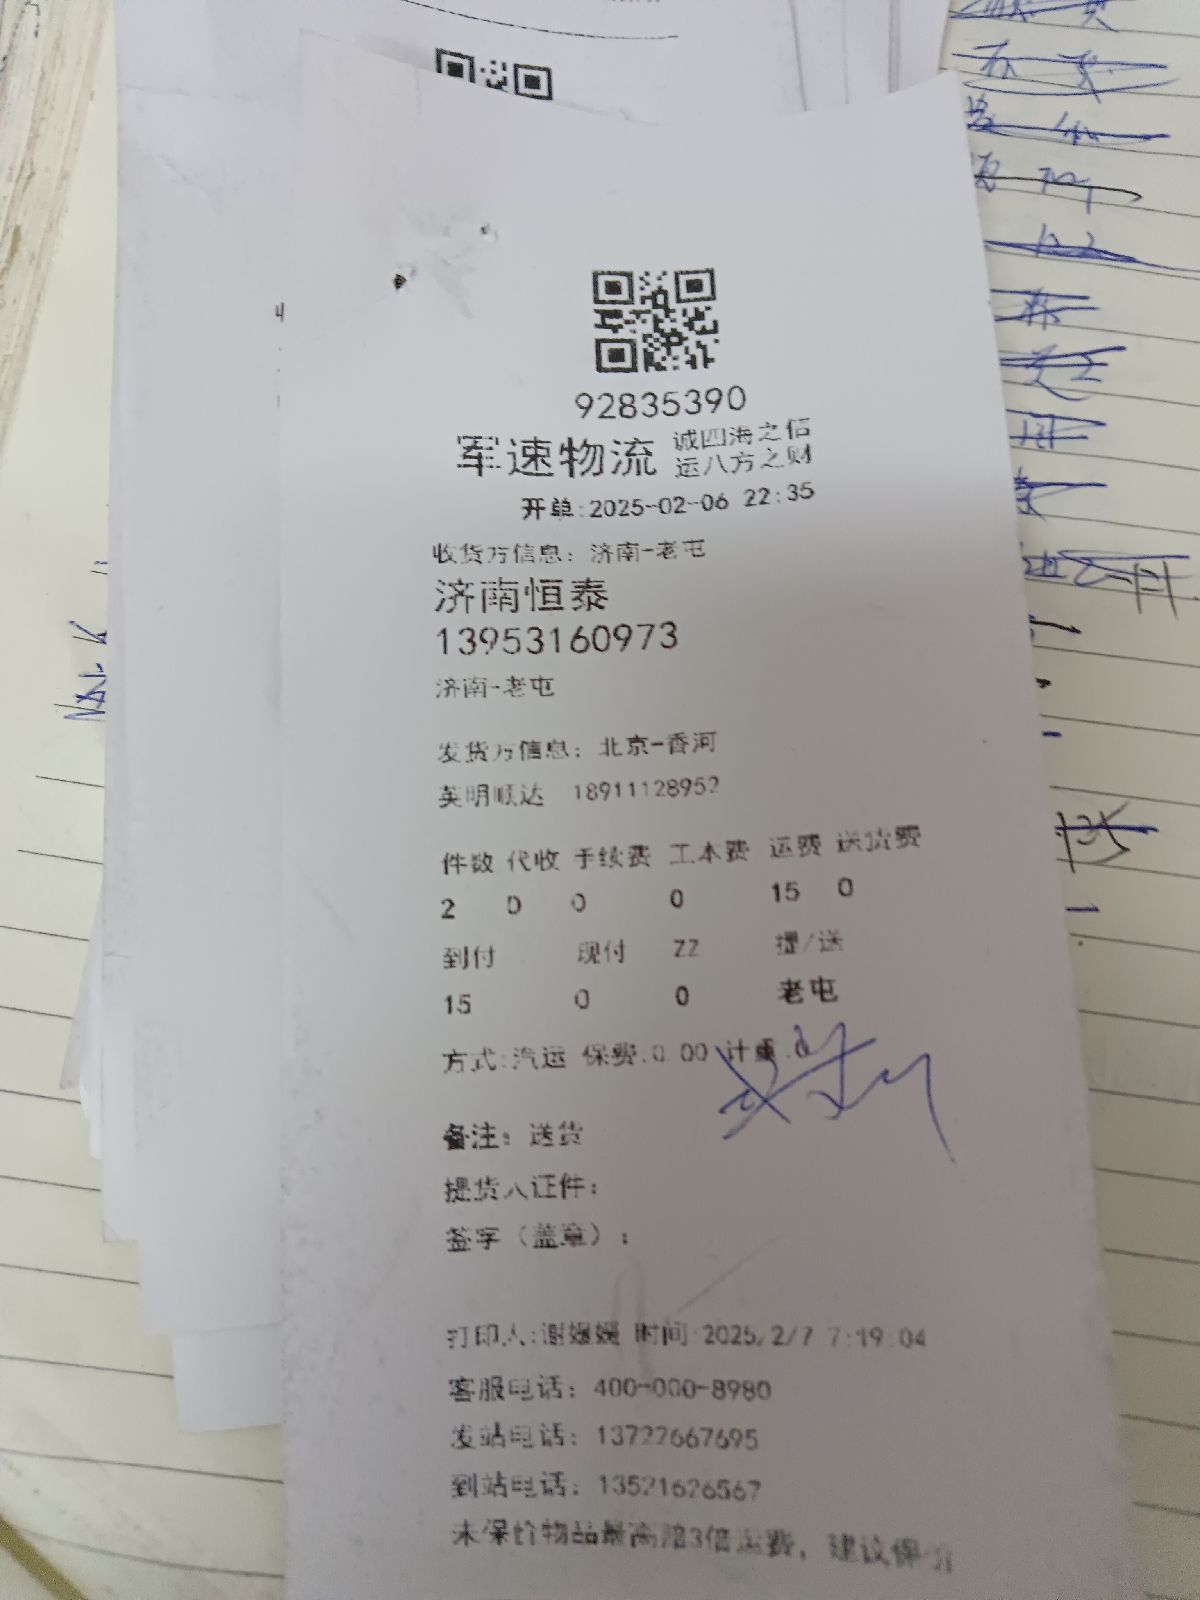 92835390
军速物流 诚四海之信
运八方之财
开单:2025-02-06 22:35
收货方信息：济南-老屯
济南恒泰
13953160973
济南-老屯
发货方信息：北京-香河
英明顺达 18911128952
件数 代收 手续费 工本费 运费 送货费
2 0 0 0 15 0
到付 现付 ZZ 提/送
15 0 0 老屯
方式:汽运 保费.0.00 计重.0
备注：送货
提货人证件：
签字（盖章）：
打印人:谢媛媛 时间:2025/2/7 7:19:04
客服电话：400-000-8980
发站电话：13722667695
到站电话：13521626567
未保价物品最高赔3倍运费，建议保价